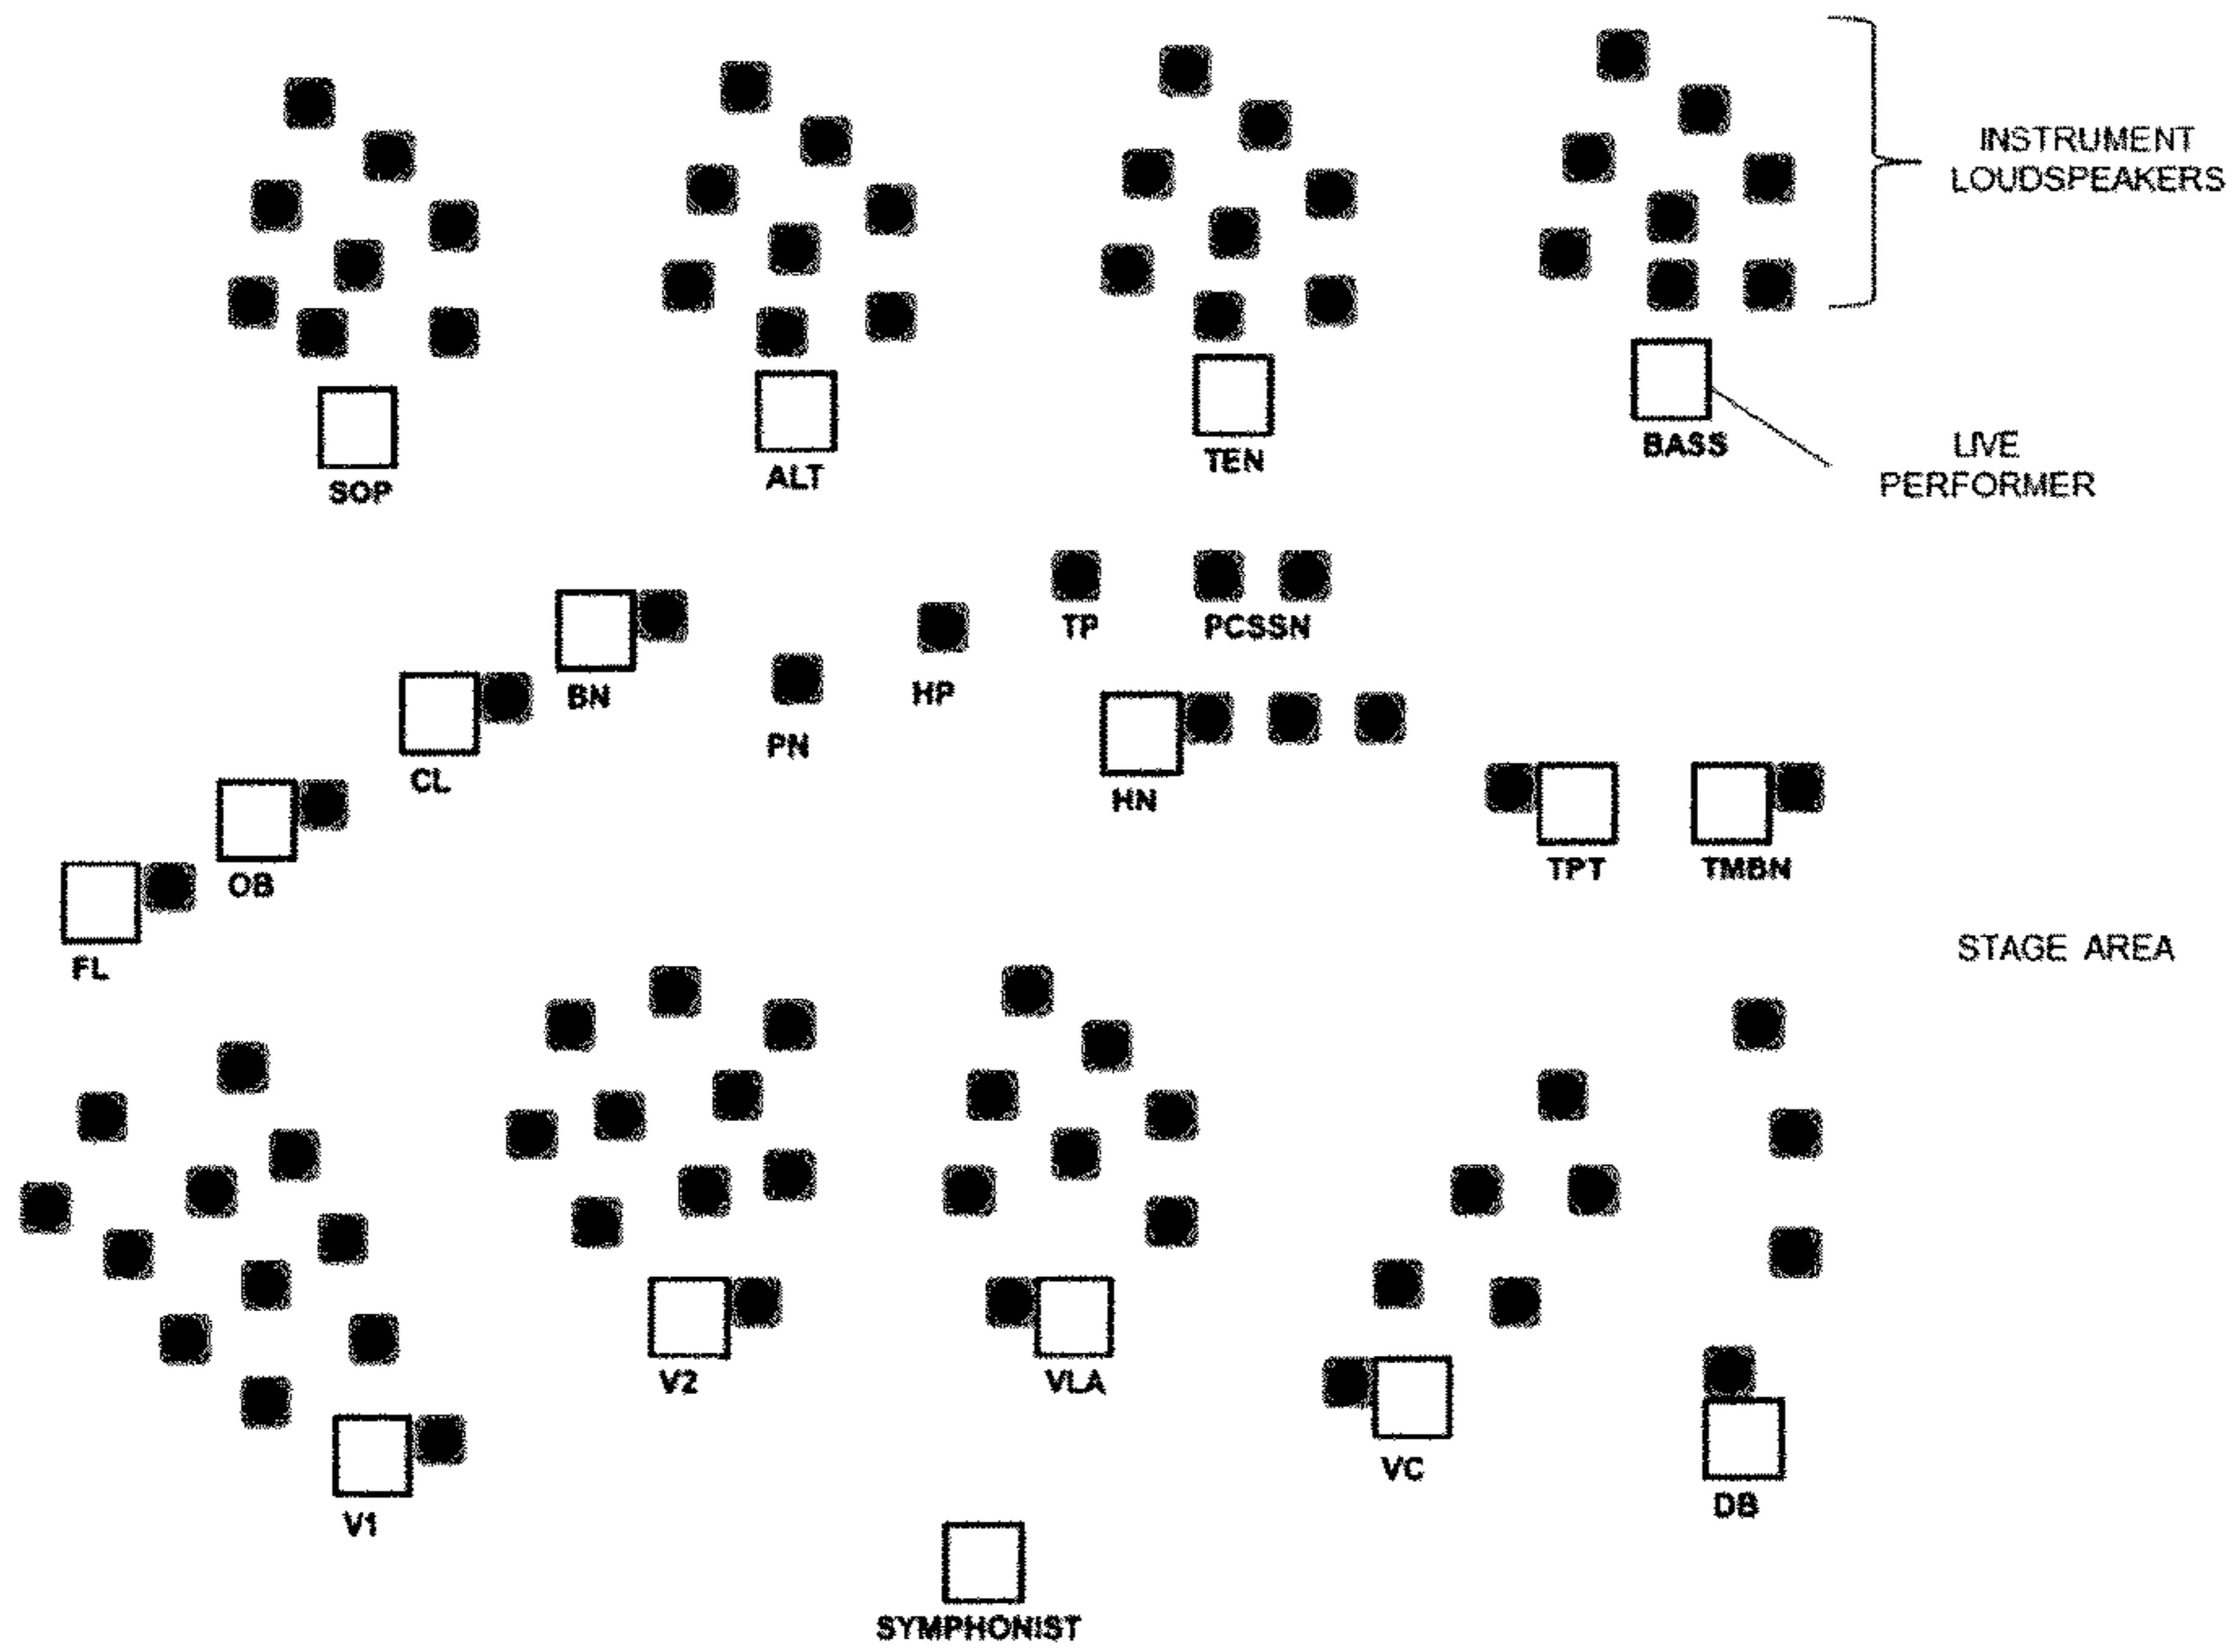 INSTRUMENT
LOUDSPEAKERS
SOP
ALT
TEN
BASS
LIVE
PERFORMER
BN
PN
HP
TP
PCSSN
CL
HN
OB
TPT
TMBN
FL
STAGE AREA
V1
V2
VLA
VC
DB
SYMPHONIST